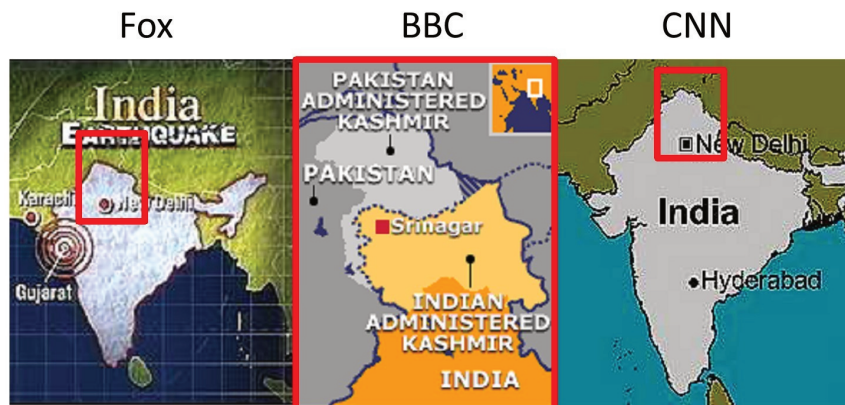 Fox
BBC
CNN
India
EARTHQUAKE
Karachi
New Delhi
Gujarat
PAKISTAN
ADMINISTERED
KASHMIR
PAKISTAN
Srinagar
INDIAN
ADMINISTERED
KASHMIR
INDIA
New Delhi
India
Hyderabad